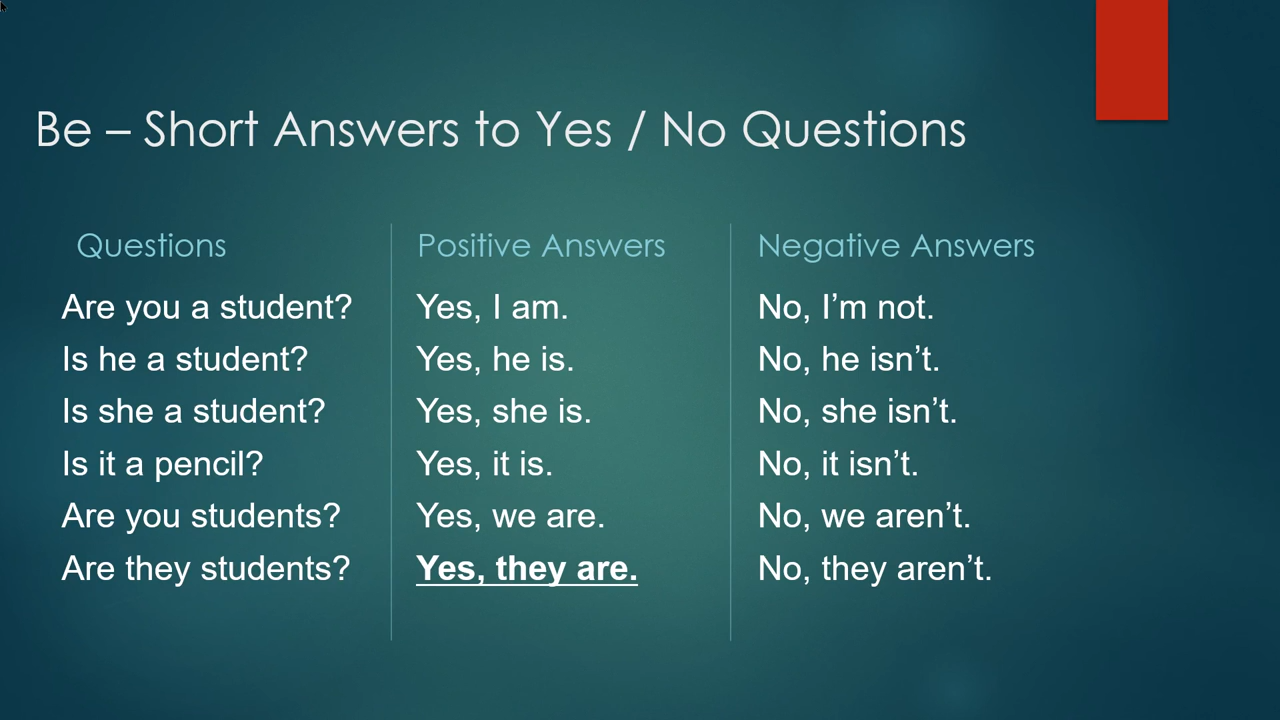 Be – Short Answers to Yes / No Questions
Questions
Positive Answers
Negative Answers
Are you a student?
Yes, I am.
No, I’m not.
Is he a student?
Yes, he is.
No, he isn’t.
Is she a student?
Yes, she is.
No, she isn’t.
Is it a pencil?
Yes, it is.
No, it isn’t.
Are you students?
Yes, we are.
No, we aren’t.
Are they students?
Yes, they are.
No, they aren’t.